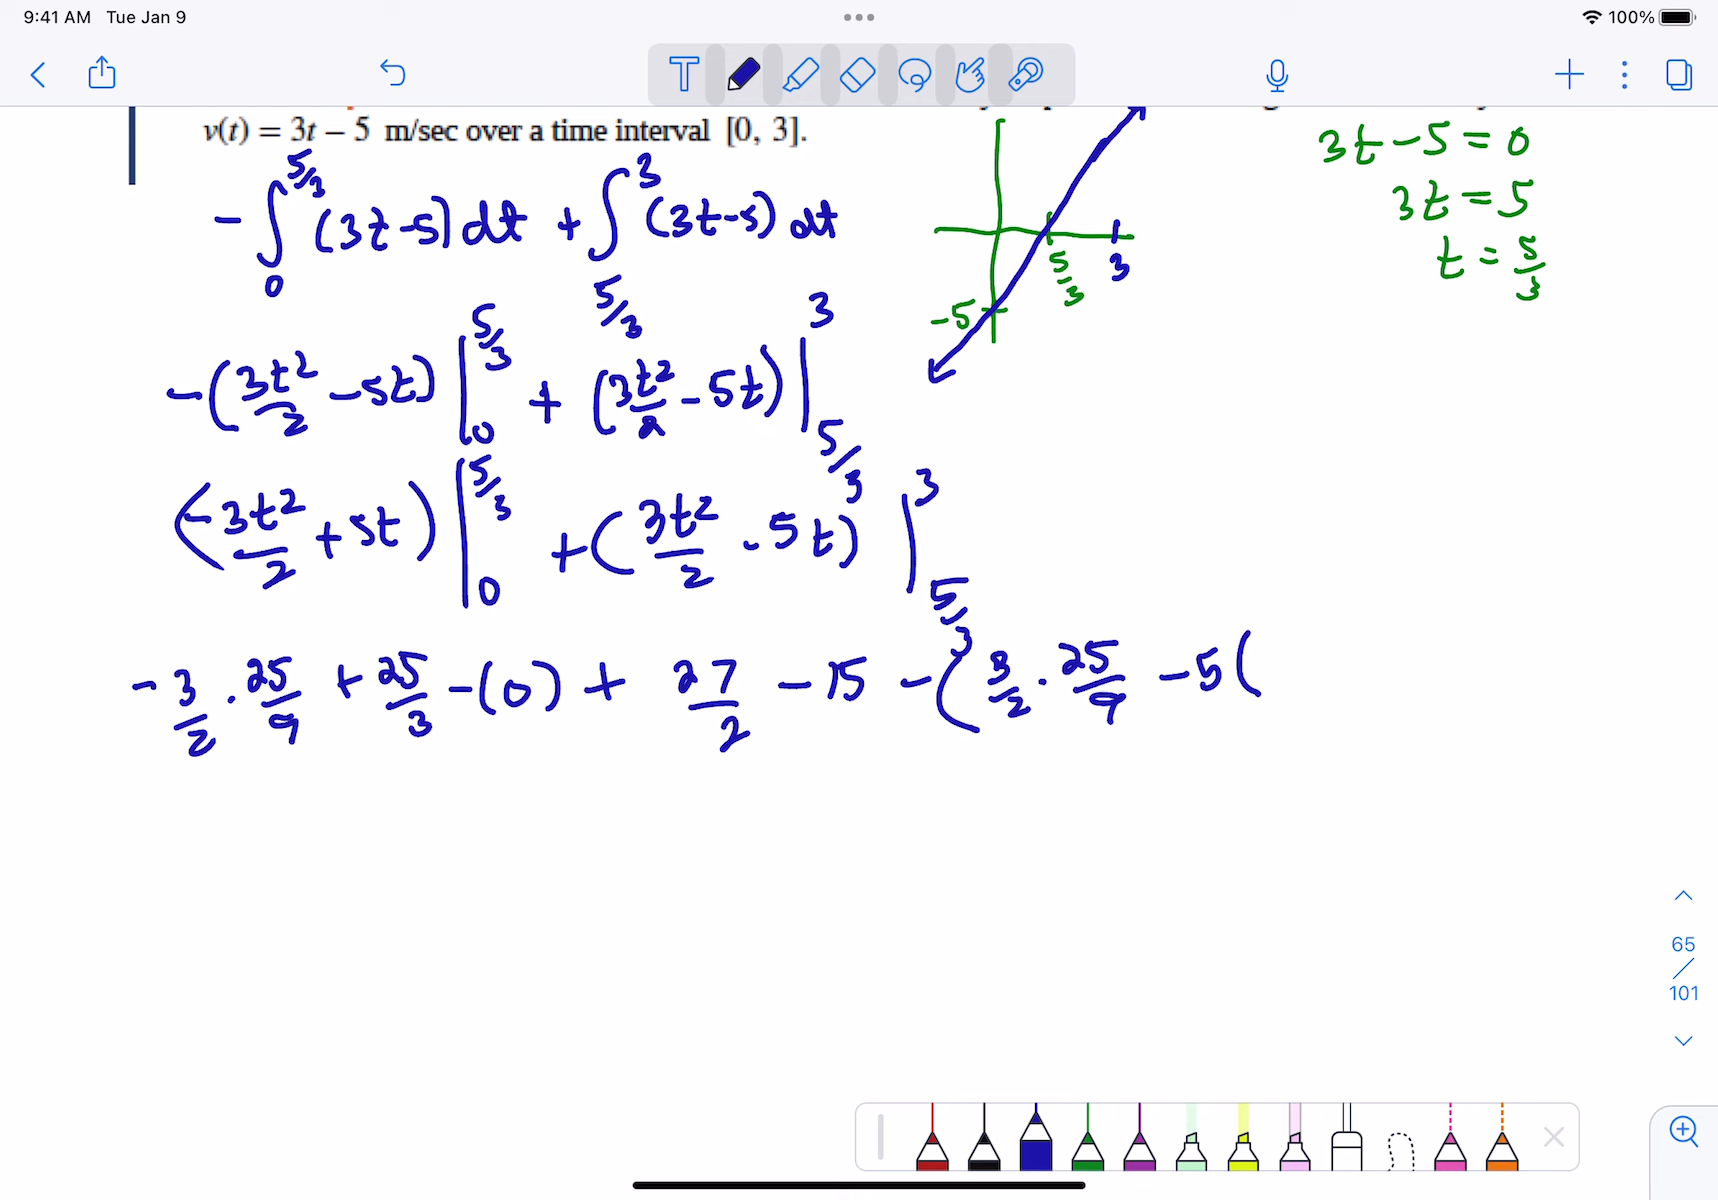 9:41 AM Tue Jan 9
100%
v(t) = 3t – 5 m/sec over a time interval [0, 3].
3t - 5 = 0
3t = 5
t = 5/3
-5
5/3
3
- ∫₀^{5/3} (3t - 5) dt + ∫_{5/3}^{3} (3t - 5) dt
-(3t²/2 - 5t) |₀^{5/3} + (3t²/2 - 5t) |_{5/3}^{3}
(-3t²/2 + 5t) |₀^{5/3} + (3t²/2 - 5t) |_{5/3}^{3}
- 3/2 · 25/9 + 25/3 - (0) + 27/2 - 15 - (3/2 · 25/9 - 5(
65
/
101